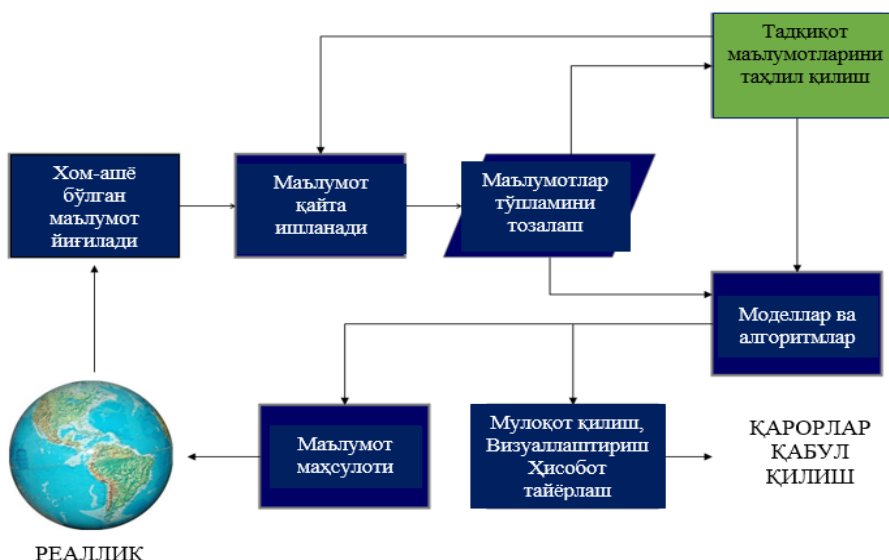 Тадқиқот
маълумотларини
таҳлил қилиш
Хом-ашё
бўлган
маълумот
йиғилади
Маълумот
қайта
ишланади
Маълумотлар
тўпламини
тозалаш
Моделлар ва
алгоритмлар
Маълумот
маҳсулоти
Мулоқот қилиш,
Визуаллаштириш
Ҳисобот
тайёрлаш
ҚАРОРЛАР
ҚАБУЛ
ҚИЛИШ
РЕАЛЛИК